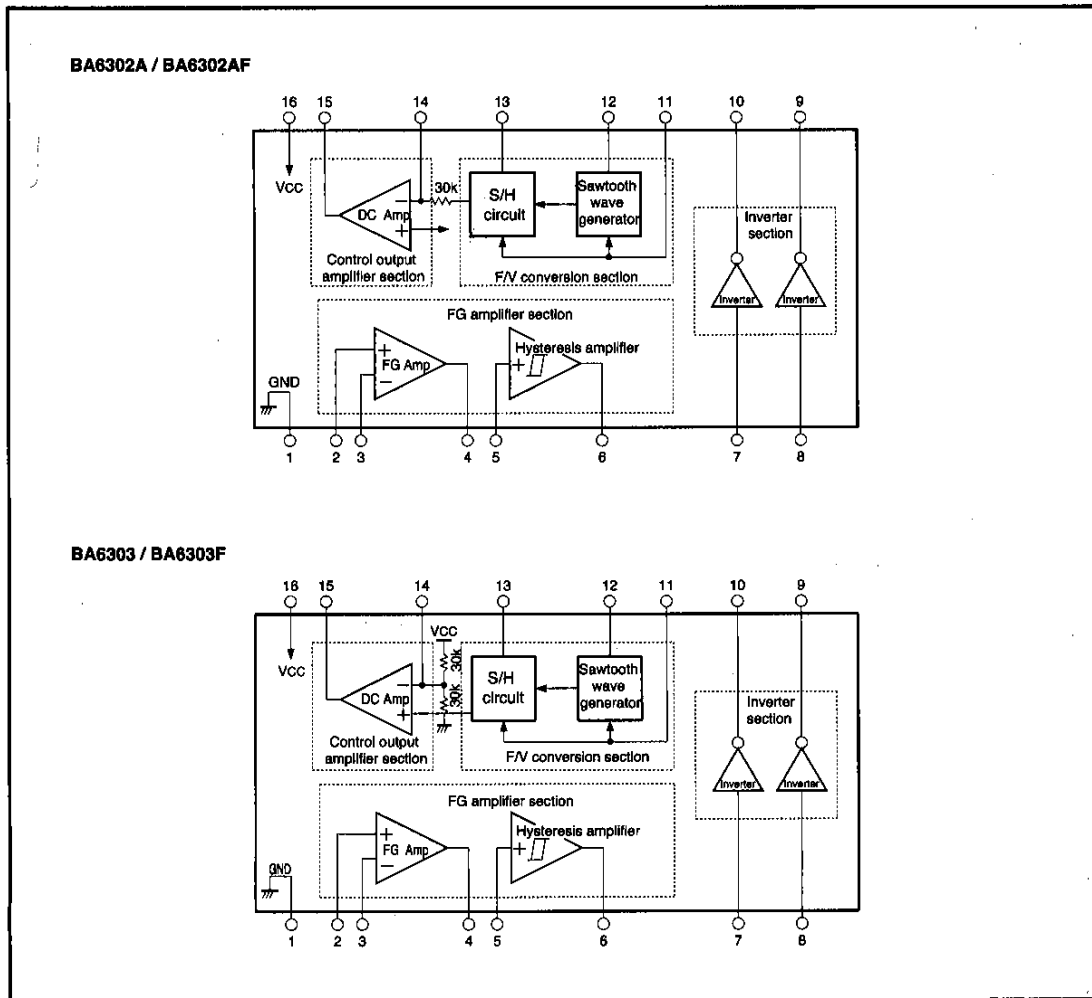 BA6302A / BA6302AF
16 15 14 13 12 11 10 9
VCC
30k
DC Amp
−
+
Control output
amplifier section
S/H
circuit
Sawtooth
wave
generator
F/V conversion section
Inverter
section
Inverter
Inverter
FG amplifier section
+
FG Amp
−
Hysteresis amplifier
+
GND
1 2 3 4 5 6 7 8
BA6303 / BA6303F
16 15 14 13 12 11 10 9
VCC
VCC
30k
30k
−
DC Amp
+
Control output
amplifier section
S/H
circuit
Sawtooth
wave
generator
F/V conversion section
Inverter
section
Inverter
Inverter
FG amplifier section
+
FG Amp
−
Hysteresis amplifier
+
GND
1 2 3 4 5 6 7 8